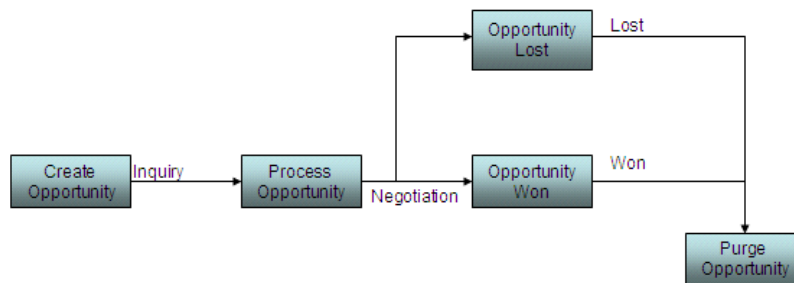 Opportunity
Lost
Lost
Create
Opportunity
Inquiry
Process
Opportunity
Negotiation
Opportunity
Won
Won
Purge
Opportunity